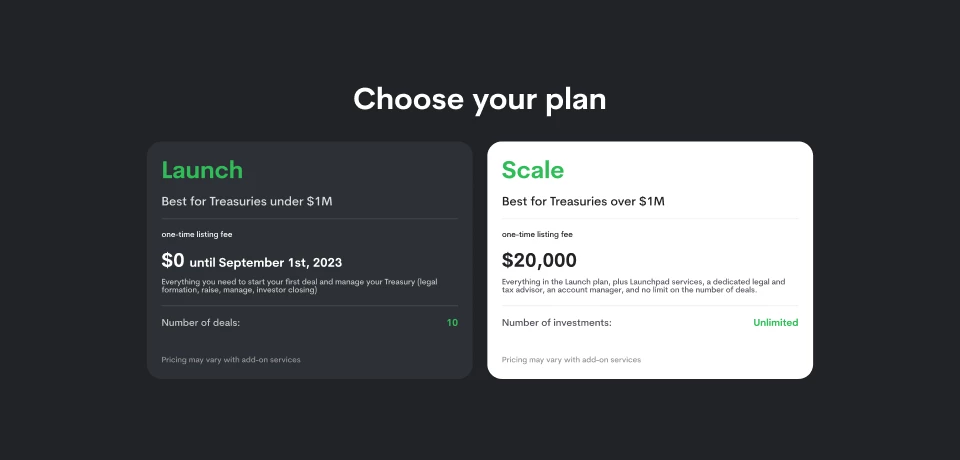 Choose your plan
Launch
Best for Treasuries under $1M
one-time listing fee
$0 until September 1st, 2023
Everything you need to start your first deal and manage your Treasury (legal
formation, raise, manage, investor closing)
Number of deals: 10
Pricing may vary with add-on services
Scale
Best for Treasuries over $1M
one-time listing fee
$20,000
Everything in the Launch plan, plus Launchpad services, a dedicated legal and
tax advisor, an account manager, and no limit on the number of deals.
Number of investments: Unlimited
Pricing may vary with add-on services